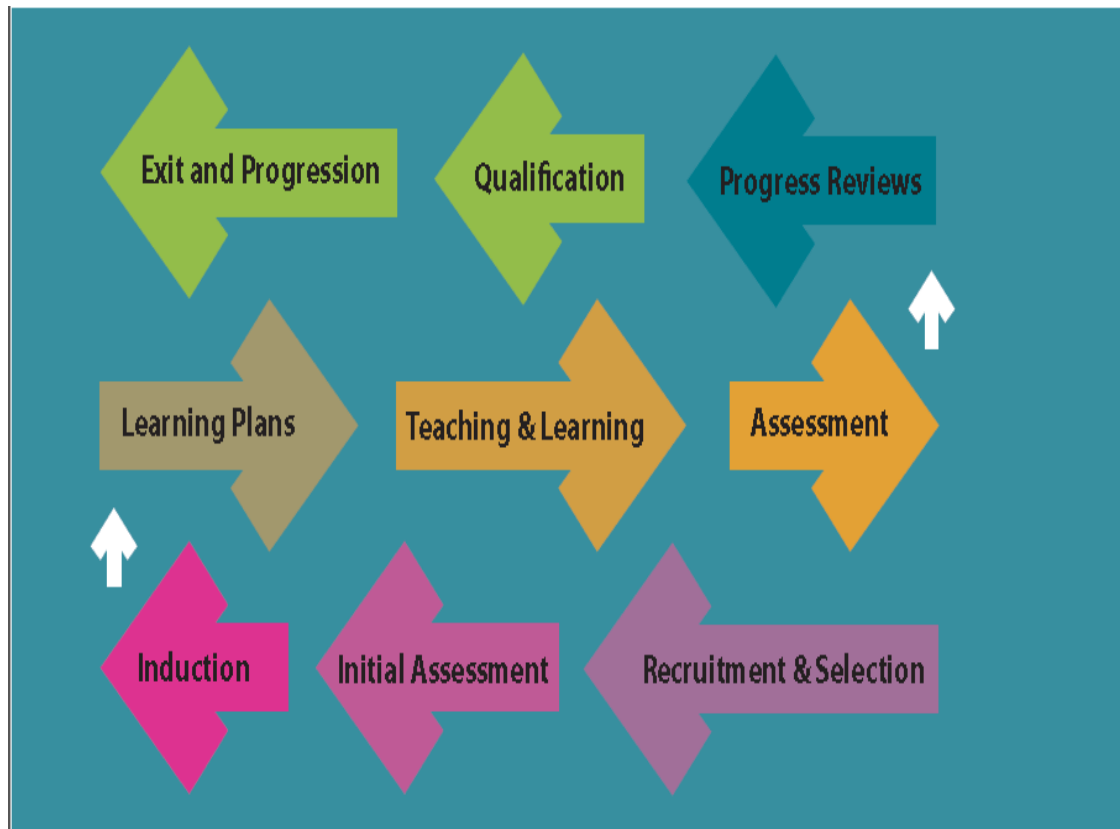 Exit and Progression
Qualification
Progress Reviews
Learning Plans
Teaching & Learning
Assessment
Induction
Initial Assessment
Recruitment & Selection